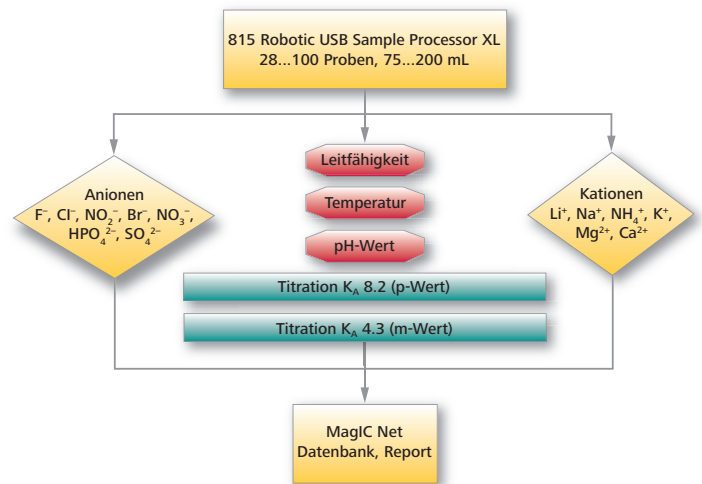 815 Robotic USB Sample Processor XL
28...100 Proben, 75...200 mL
Leitfähigkeit
Temperatur
pH-Wert
Anionen
F⁻, Cl⁻, NO₂⁻, Br⁻, NO₃⁻,
HPO₄²⁻, SO₄²⁻
Kationen
Li⁺, Na⁺, NH₄⁺, K⁺,
Mg²⁺, Ca²⁺
Titration K_A 8.2 (p-Wert)
Titration K_A 4.3 (m-Wert)
MagIC Net
Datenbank, Report